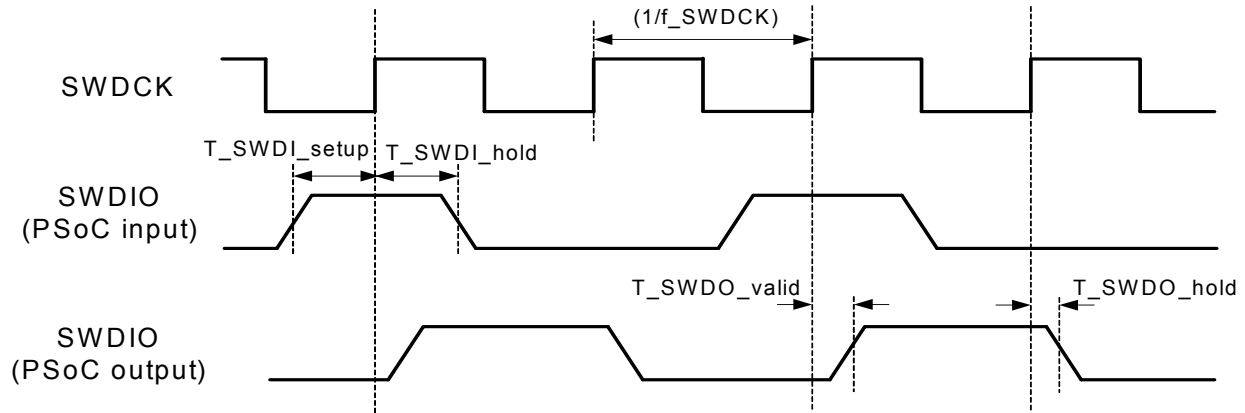 (1/f_SWDCK)
SWDCK
T_SWDI_setup T_SWDI_hold
SWDIO
(PSoC input)
T_SWDO_valid T_SWDO_hold
SWDIO
(PSoC output)